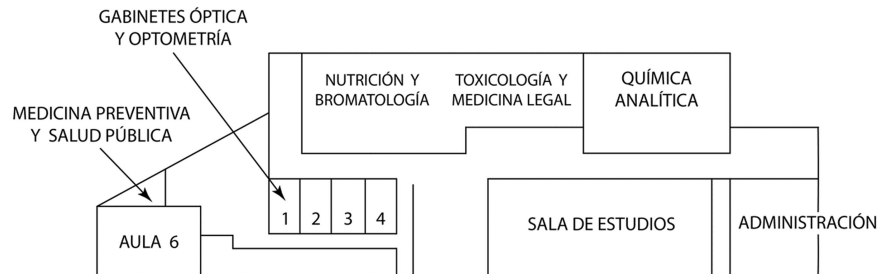 GABINETES ÓPTICA
Y OPTOMETRÍA
NUTRICIÓN Y
BROMATOLOGÍA
TOXICOLOGÍA Y
MEDICINA LEGAL
QUÍMICA
ANALÍTICA
MEDICINA PREVENTIVA
Y SALUD PÚBLICA
1 2 3 4
AULA 6
SALA DE ESTUDIOS
ADMINISTRACIÓN